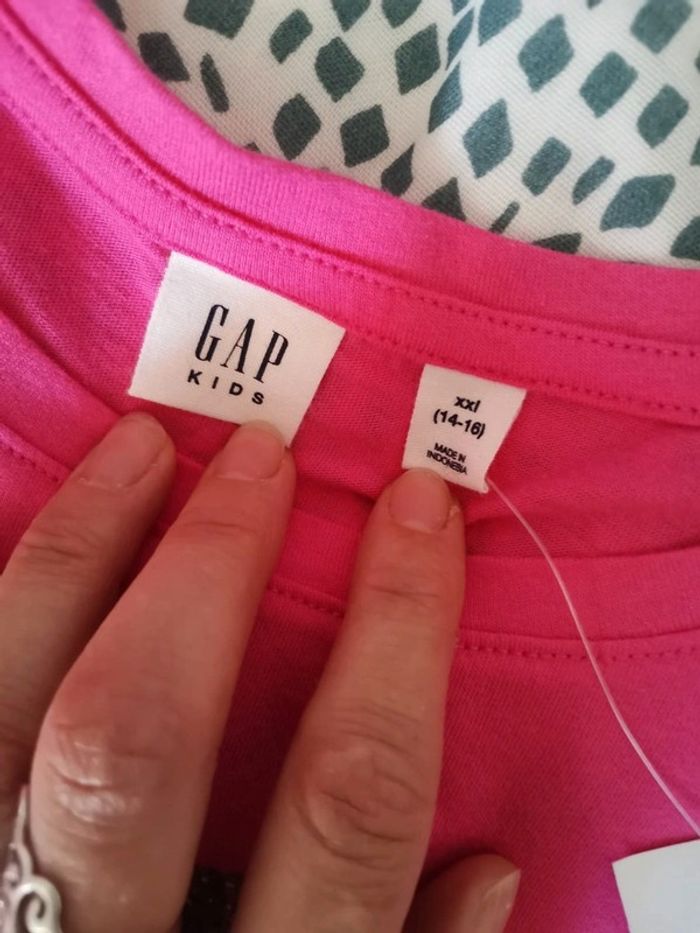 GAP
KIDS
xxl
(14-16)
MADE IN
INDONESIA